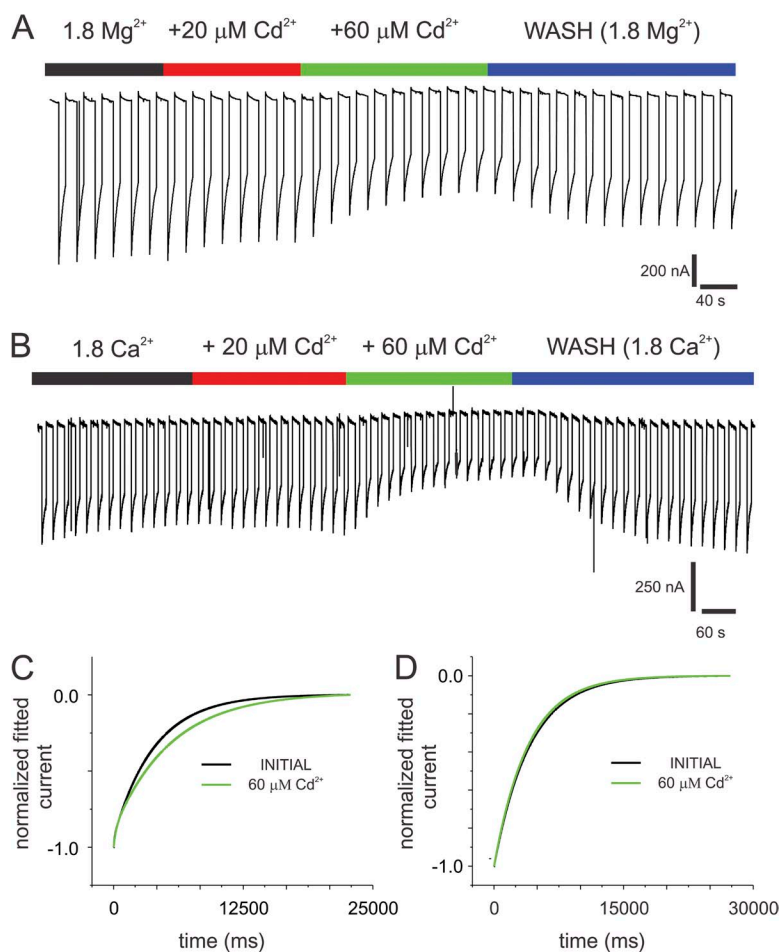 A
1.8 Mg²⁺ +20 μM Cd²⁺ +60 μM Cd²⁺ WASH (1.8 Mg²⁺)
200 nA
40 s
B
1.8 Ca²⁺ + 20 μM Cd²⁺ + 60 μM Cd²⁺ WASH (1.8 Ca²⁺)
250 nA
60 s
C
normalized fitted
current
0.0
-1.0
INITIAL
60 μM Cd²⁺
0 12500 25000
time (ms)
D
normalized fitted
current
0.0
-1.0
INITIAL
60 μM Cd²⁺
0 15000 30000
time (ms)